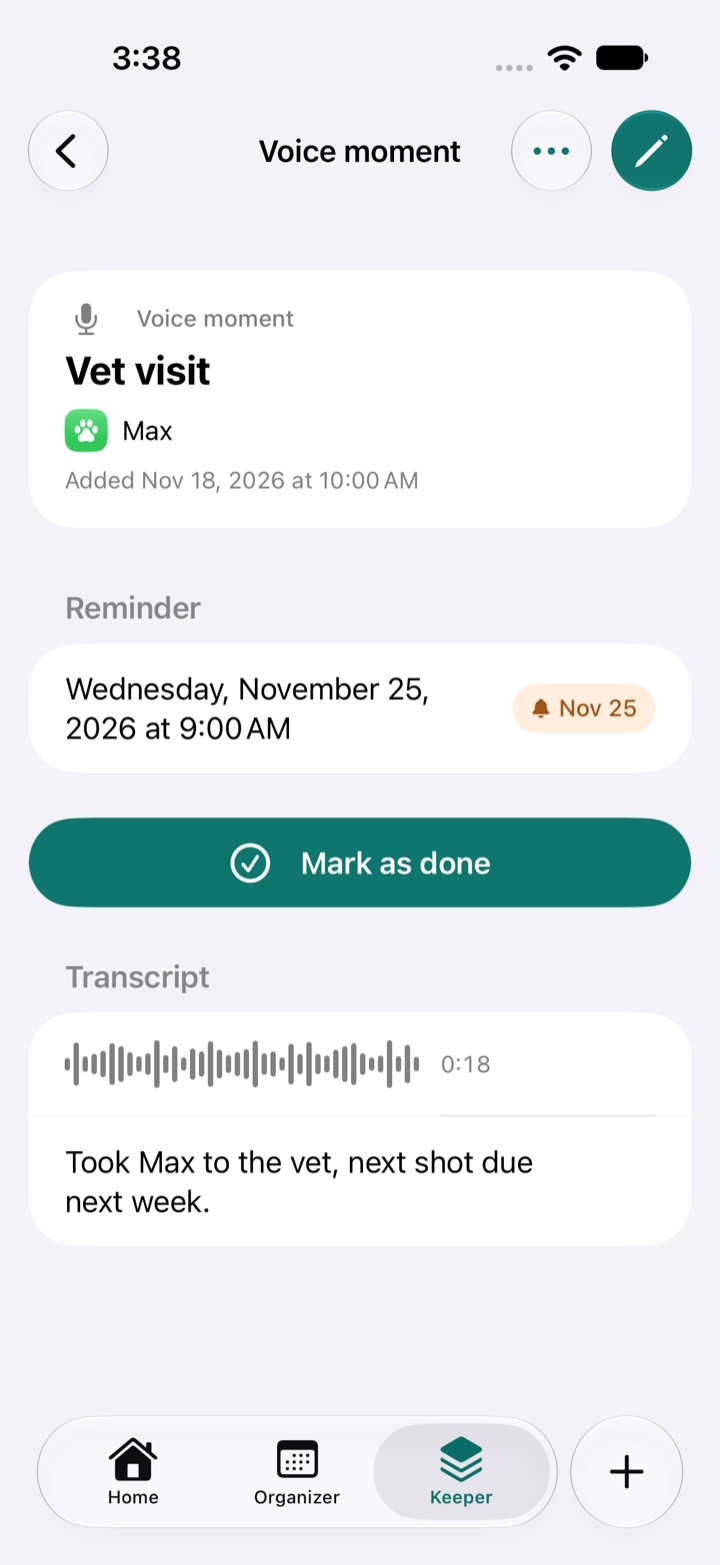 3:38
Voice moment
Voice moment
Vet visit
Max
Added Nov 18, 2026 at 10:00 AM
Reminder
Wednesday, November 25,
2026 at 9:00 AM
Nov 25
Mark as done
Transcript
0:18
Took Max to the vet, next shot due
next week.
Home
Organizer
Keeper